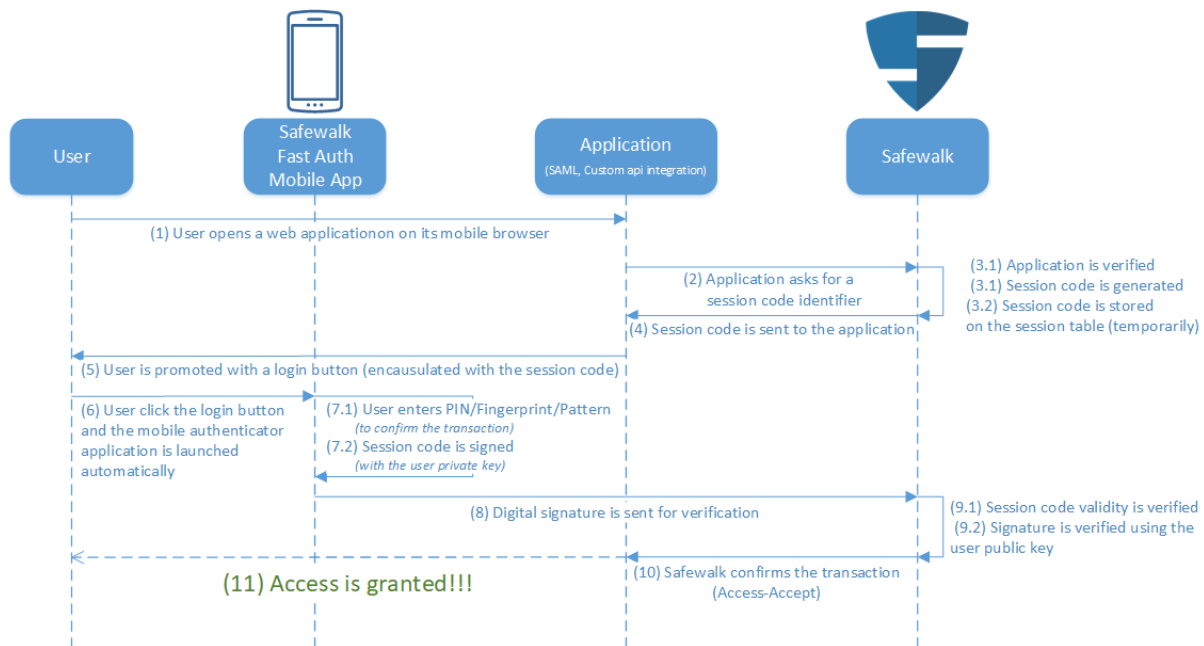 User
Safewalk
Fast Auth
Mobile App
Application
(SAML, Custom api integration)
Safewalk
(1) User opens a web applicationon on its mobile browser
(2) Application asks for a
session code identifier
(3.1) Application is verified
(3.1) Session code is generated
(3.2) Session code is stored
on the session table (temporarily)
(4) Session code is sent to the application
(5) User is promoted with a login button (encausulated with the session code)
(6) User click the login button
and the mobile authenticator
application is launched
automatically
(7.1) User enters PIN/Fingerprint/Pattern
(to confirm the transaction)
(7.2) Session code is signed
(with the user private key)
(8) Digital signature is sent for verification
(9.1) Session code validity is verified
(9.2) Signature is verified using the
user public key
(10) Safewalk confirms the transaction
(Access-Accept)
(11) Access is granted!!!